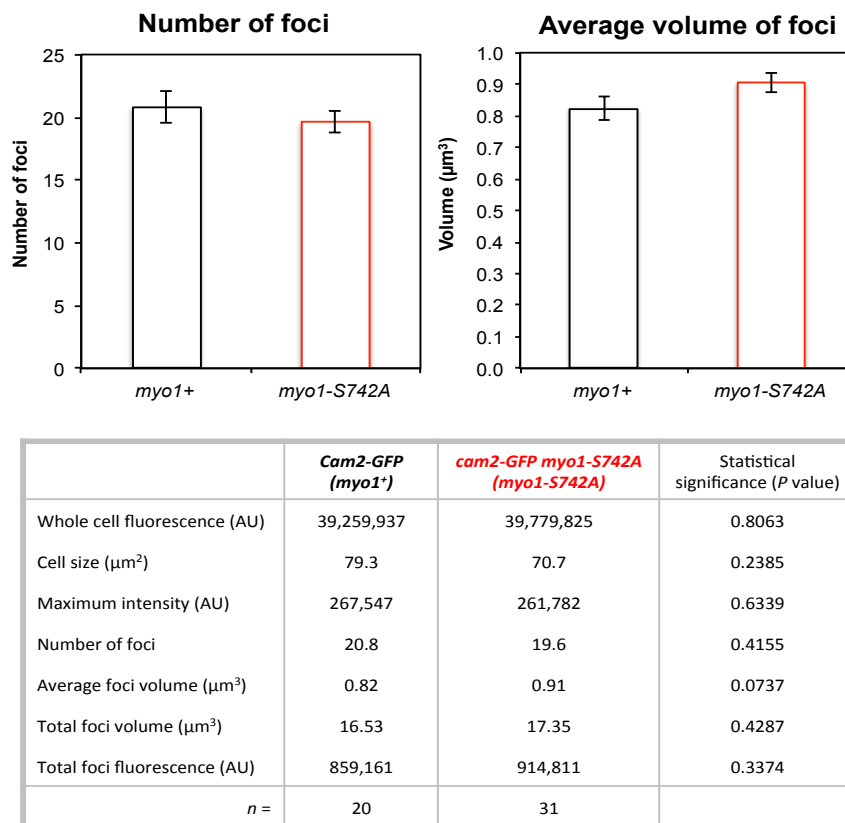 Number of foci
Number of foci
25
20
15
10
5
0
myo1+ myo1-S742A
Average volume of foci
Volume (µm³)
1.0
0.9
0.8
0.7
0.6
0.5
0.4
0.3
0.2
0.1
0.0
myo1+ myo1-S742A
Cam2-GFP cam2-GFP myo1-S742A Statistical
(myo1⁺) (myo1-S742A) significance (P value)
Whole cell fluorescence (AU) 39,259,937 39,779,825 0.8063
Cell size (µm²) 79.3 70.7 0.2385
Maximum intensity (AU) 267,547 261,782 0.6339
Number of foci 20.8 19.6 0.4155
Average foci volume (µm³) 0.82 0.91 0.0737
Total foci volume (µm³) 16.53 17.35 0.4287
Total foci fluorescence (AU) 859,161 914,811 0.3374
n = 20 31